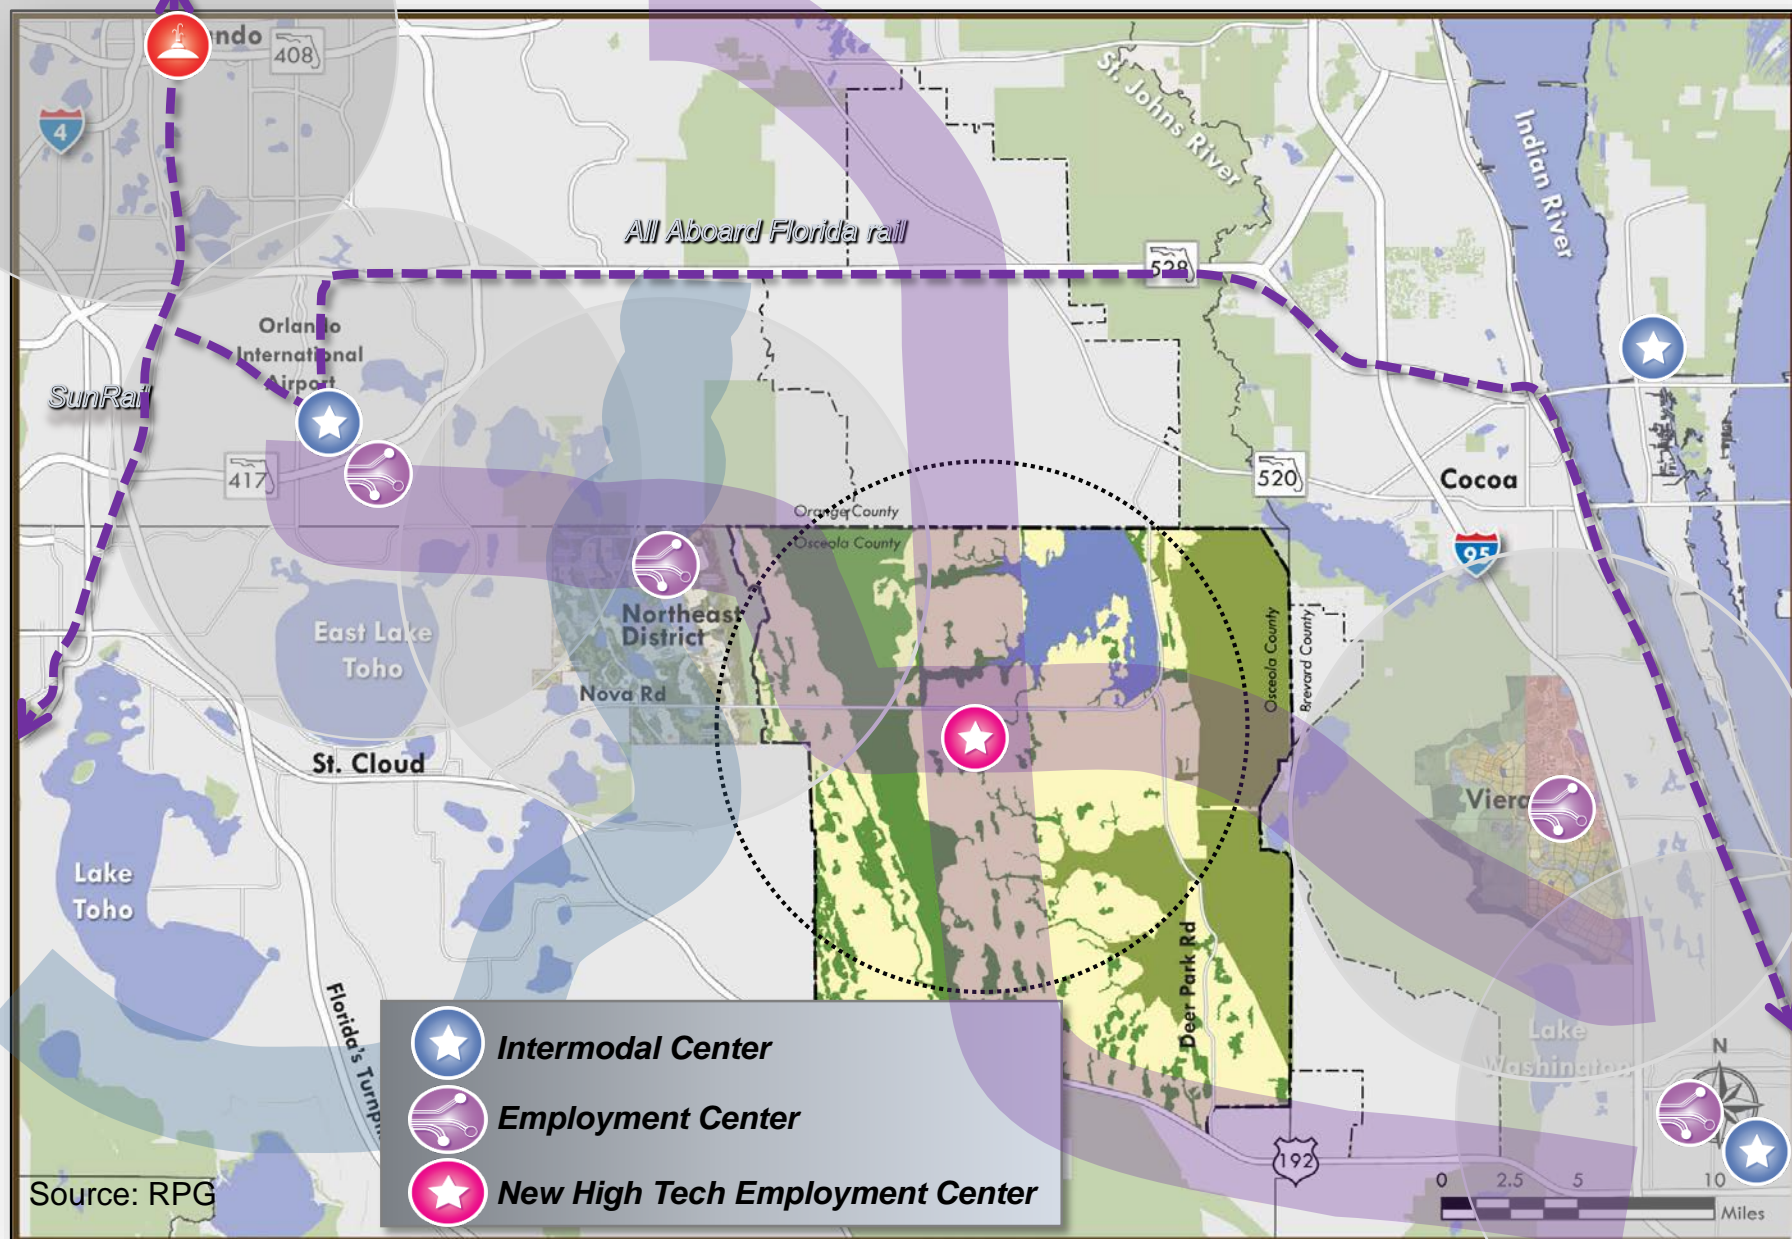 ndo
408
4
St. Johns River
Indian River
All Aboard Florida rail
528
Orlando
International
Airport
SunRail
417
520
Cocoa
95
Orange County
Osceola County
Northeast
District
East Lake
Toho
Nova Rd
Osceola County
Brevard County
St. Cloud
Viera
Lake
Toho
Deer Park Rd
Florida's Turnp
Lake
Washington
N
Intermodal Center
Employment Center
New High Tech Employment Center
192
0 2.5 5 10
Miles
Source: RPG